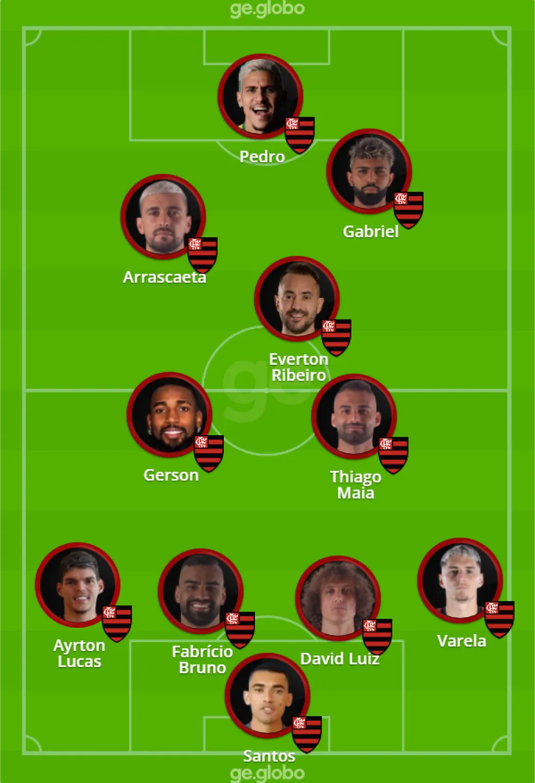 ge.globo
Pedro
Gabriel
Arrascaeta
Everton
Ribeiro
ge
Gerson
Thiago
Maia
Ayrton
Lucas
Fabrício
Bruno
David Luiz
Varela
Santos
ge.globo